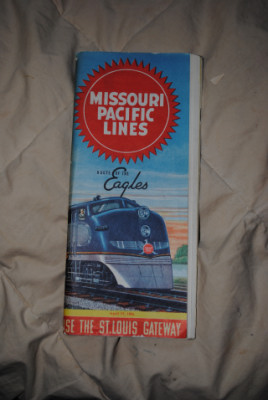 MISSOURI
PACIFIC
LINES
ROUTE OF THE
Eagles
SE THE ST. LOUIS GATEWAY